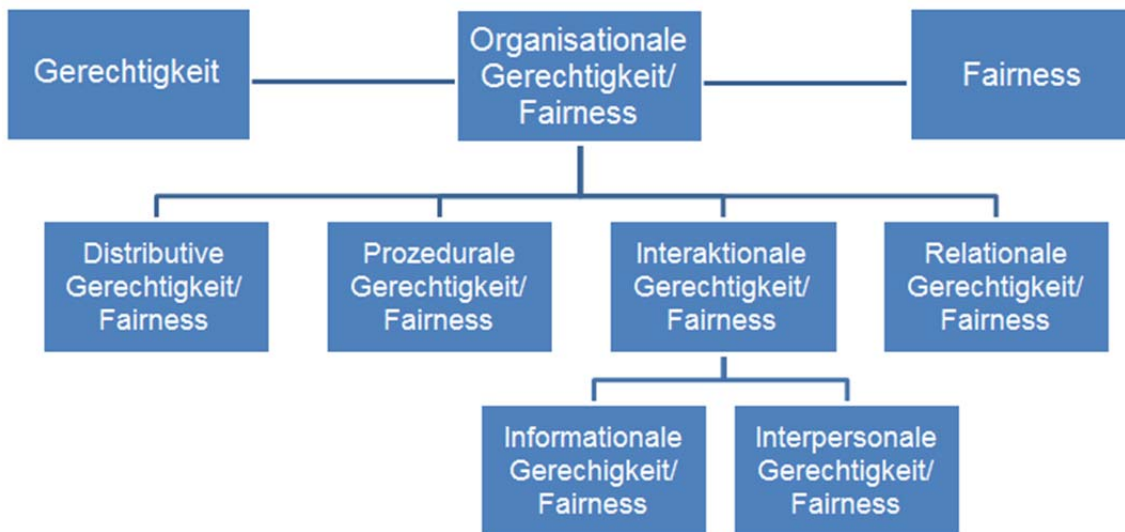 Gerechtigkeit
Organisationale
Gerechtigkeit/
Fairness
Fairness
Distributive
Gerechtigkeit/
Fairness
Prozedurale
Gerechtigkeit/
Fairness
Interaktionale
Gerechtigkeit/
Fairness
Relationale
Gerechtigkeit/
Fairness
Informationale
Gerechigkeit/
Fairness
Interpersonale
Gerechtigkeit/
Fairness